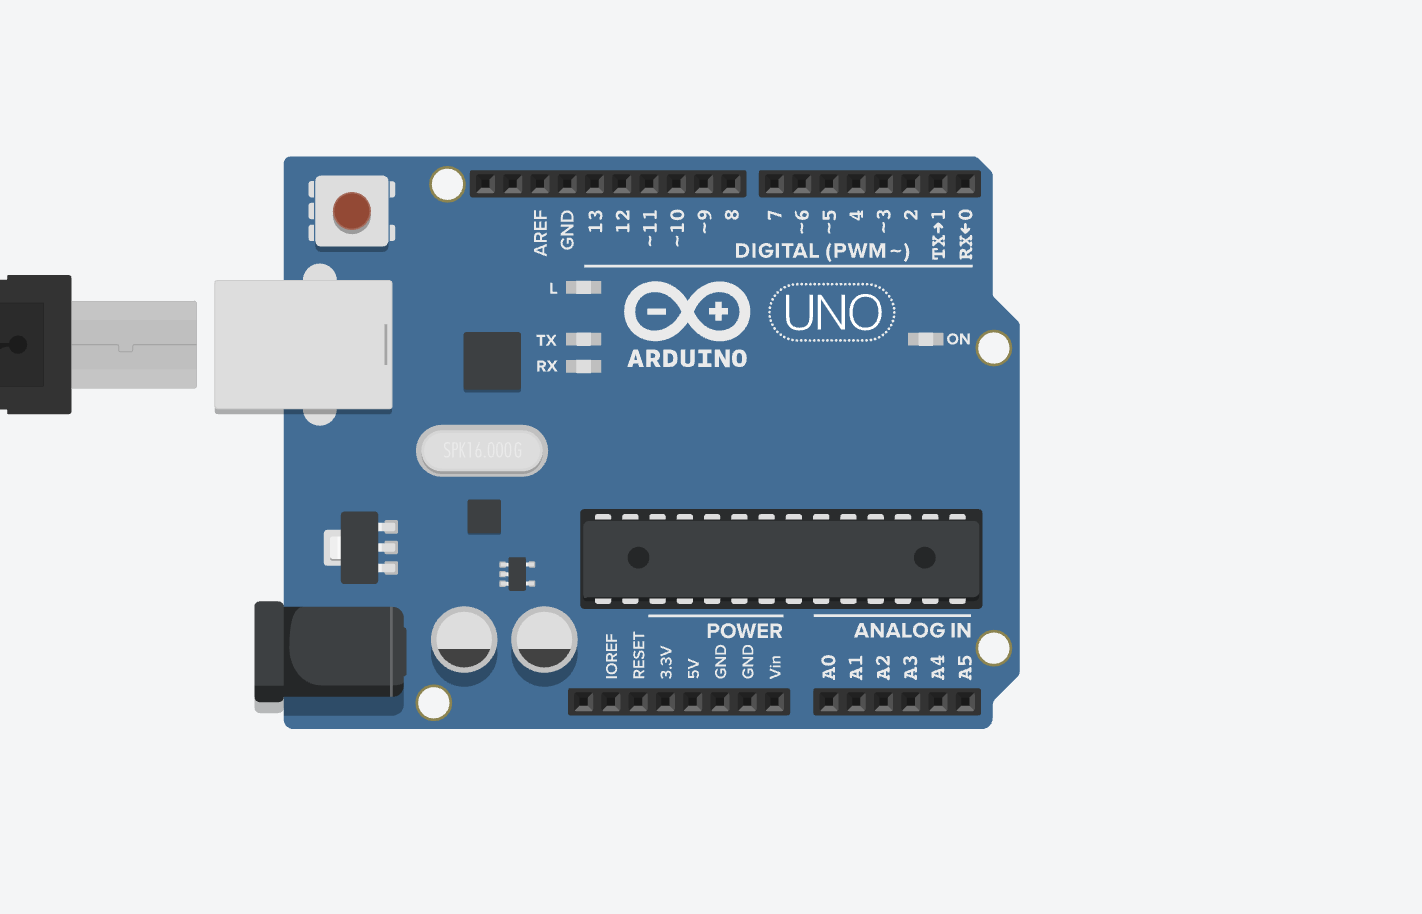 AREF
GND
13
12
~11
~10
~9
8
7
~6
~5
4
~3
2
TX→1
RX←0
DIGITAL (PWM~)
L
TX
RX
ARDUINO
UNO
ON
SPK16.000G
POWER
ANALOG IN
IOREF
RESET
3.3V
5V
GND
GND
Vin
A0
A1
A2
A3
A4
A5